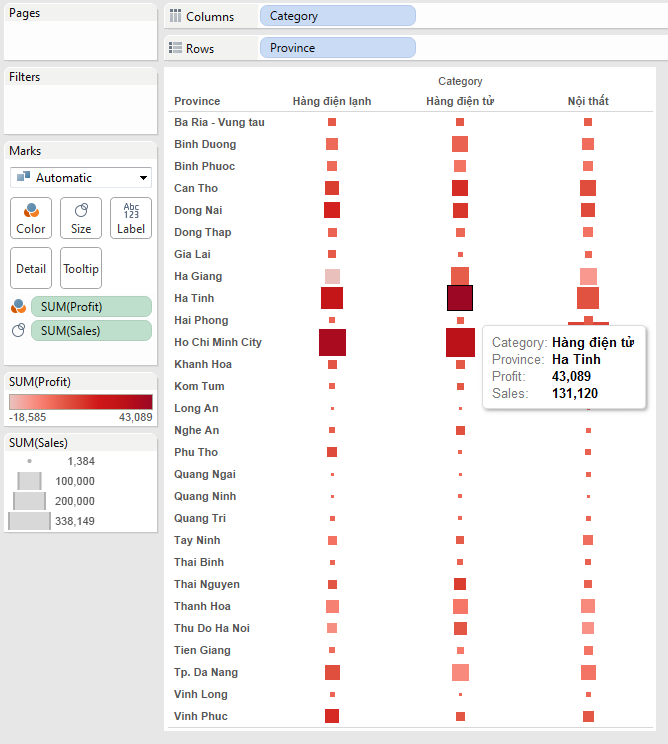 Pages
Columns
Category
Rows
Province
Filters
Marks
Automatic
Color
Size
Abc
123
Label
Detail
Tooltip
SUM(Profit)
SUM(Sales)
SUM(Profit)
-18,585
43,089
SUM(Sales)
1,384
100,000
200,000
338,149
Category
Province
Hàng điện lạnh
Hàng điện tử
Nội thất
Ba Ria - Vung tau
Binh Duong
Binh Phuoc
Can Tho
Dong Nai
Dong Thap
Gia Lai
Ha Giang
Ha Tinh
Hai Phong
Ho Chi Minh City
Khanh Hoa
Kom Tum
Long An
Nghe An
Phu Tho
Quang Ngai
Quang Ninh
Quang Tri
Tay Ninh
Thai Binh
Thai Nguyen
Thanh Hoa
Thu Do Ha Noi
Tien Giang
Tp. Da Nang
Vinh Long
Vinh Phuc
Category: Hàng điện tử
Province: Ha Tinh
Profit: 43,089
Sales: 131,120